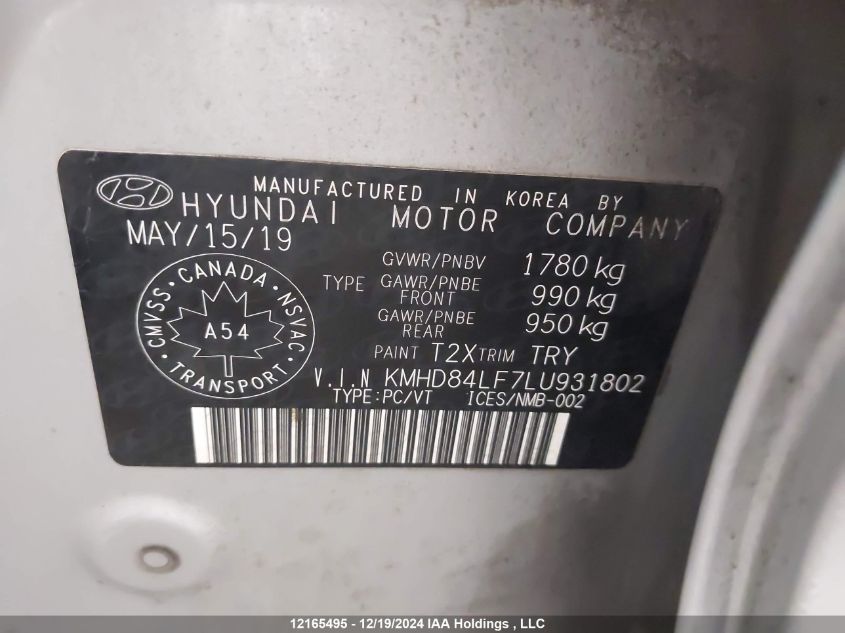 MANUFACTURED IN KOREA BY
HYUNDAI MOTOR COMPANY
MAY/15/19
GVWR/PNBV 1780 kg
TYPE GAWR/PNBE FRONT 990 kg
GAWR/PNBE REAR 950 kg
PAINT T2X TRIM TRY
CMVSS · CANADA · NSVAC
A54
TRANSPORT
V.I.N KMHD84LF7LU931802
TYPE:PC/VT ICES/NMB-002
12165495 - 12/19/2024 IAA Holdings , LLC